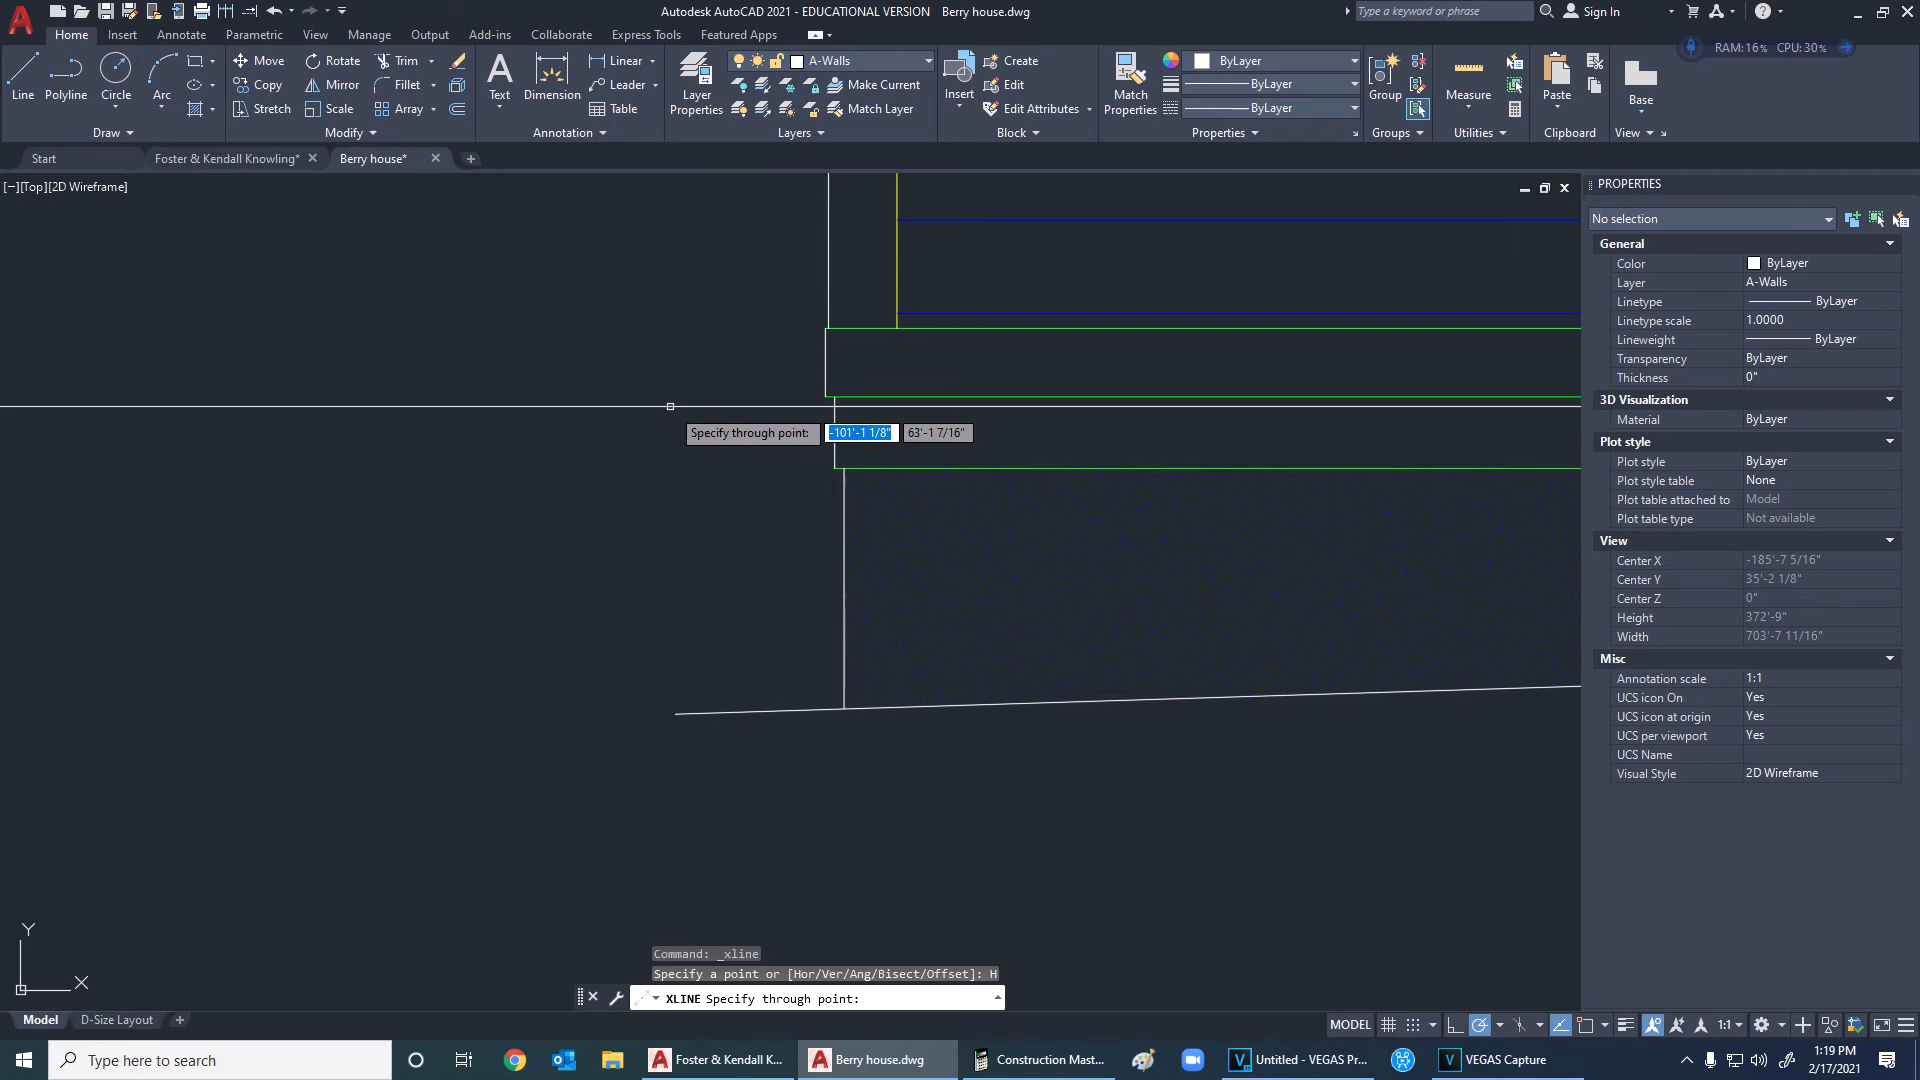 Autodesk AutoCAD 2021 - EDUCATIONAL VERSION Berry house.dwg
Type a keyword or phrase
Sign In
Home Insert Annotate Parametric View Manage Output Add-ins Collaborate Express Tools Featured Apps
RAM:16% CPU:30%
Line Polyline Circle Arc
Move Rotate Trim
Copy Mirror Fillet
Stretch Scale Array
Text Dimension
Linear
Leader
Table
Layer Properties
A-Walls
Make Current
Match Layer
Insert
Create
Edit
Edit Attributes
Match Properties
ByLayer
ByLayer
ByLayer
Group Measure Paste Base
Draw Modify Annotation Layers Block Properties Groups Utilities Clipboard View
Start Foster & Kendall Knowling* Berry house*
[−][Top][2D Wireframe]
PROPERTIES
No selection
General
Color ByLayer
Layer A-Walls
Linetype ByLayer
Linetype scale 1.0000
Lineweight ByLayer
Transparency ByLayer
Thickness 0"
3D Visualization
Material ByLayer
Plot style
Plot style ByLayer
Plot style table None
Plot table attached to Model
Plot table type Not available
View
Center X -185'-7 5/16"
Center Y 35'-2 1/8"
Center Z 0"
Height 372'-9"
Width 703'-7 11/16"
Misc
Annotation scale 1:1
UCS icon On Yes
UCS icon at origin Yes
UCS per viewport Yes
UCS Name
Visual Style 2D Wireframe
Specify through point: -101'-1 1/8" 63'-1 7/16"
Y
X
Command: _xline
Specify a point or [Hor/Ver/Ang/Bisect/Offset]: H
XLINE Specify through point:
Model D-Size Layout
MODEL 1:1
Type here to search
Foster & Kendall K...
Berry house.dwg
Construction Mast...
Untitled - VEGAS Pr...
VEGAS Capture
1:19 PM
2/17/2021